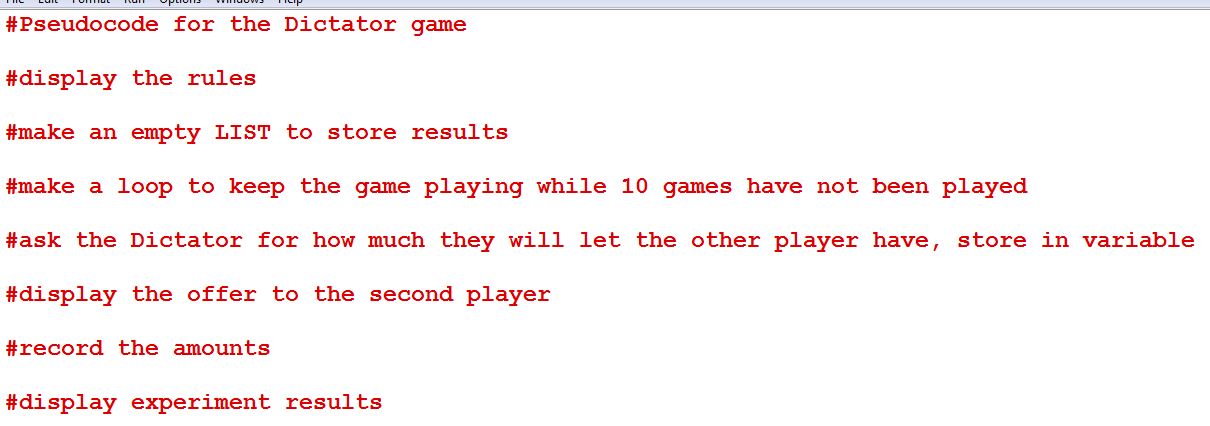 File Edit Format Run Options Windows Help
#Pseudocode for the Dictator game
#display the rules
#make an empty LIST to store results
#make a loop to keep the game playing while 10 games have not been played
#ask the Dictator for how much they will let the other player have, store in variable
#display the offer to the second player
#record the amounts
#display experiment results